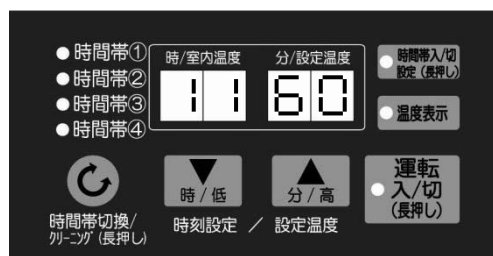 時間帯①
時間帯②
時間帯③
時間帯④
時/室内温度 分/設定温度
11 60
時間帯入/切
設定(長押し)
温度表示
時/低
分/高
運転
入/切
(長押し)
時間帯切換/
クリーニング(長押し)
時刻設定 / 設定温度